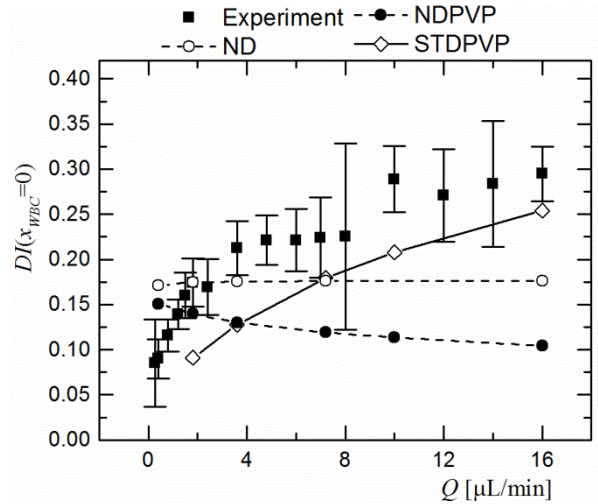 Experiment NDPVP
ND STDPVP
0.40
0.35
0.30
0.25
0.20
0.15
0.10
0.05
0.00
DI(x_WBC=0)
0 4 8 12 16
Q [μL/min]